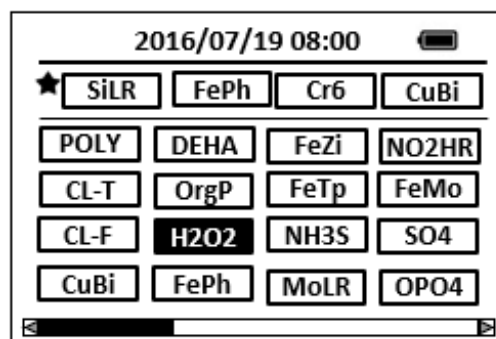 2016/07/19 08:00
SiLR FePh Cr6 CuBi
POLY DEHA FeZi NO2HR
CL-T OrgP FeTp FeMo
CL-F H2O2 NH3S SO4
CuBi FePh MoLR OPO4